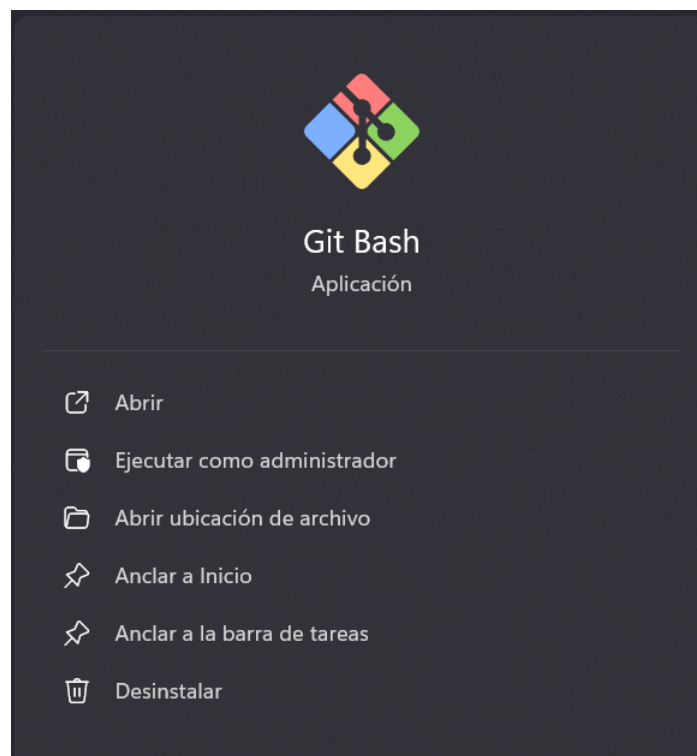 Git Bash
Aplicación
Abrir
Ejecutar como administrador
Abrir ubicación de archivo
Anclar a Inicio
Anclar a la barra de tareas
Desinstalar